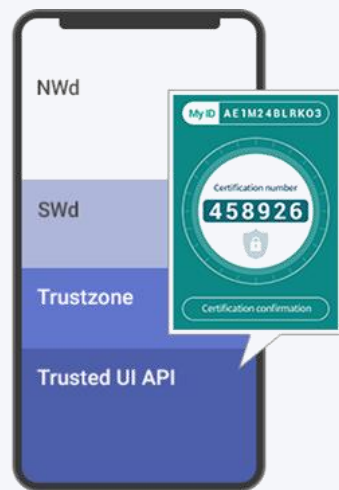 NWd
SWd
Trustzone
Trusted UI API
My ID AE1M24BLRKO3
Certification number
458926
Certification confirmation